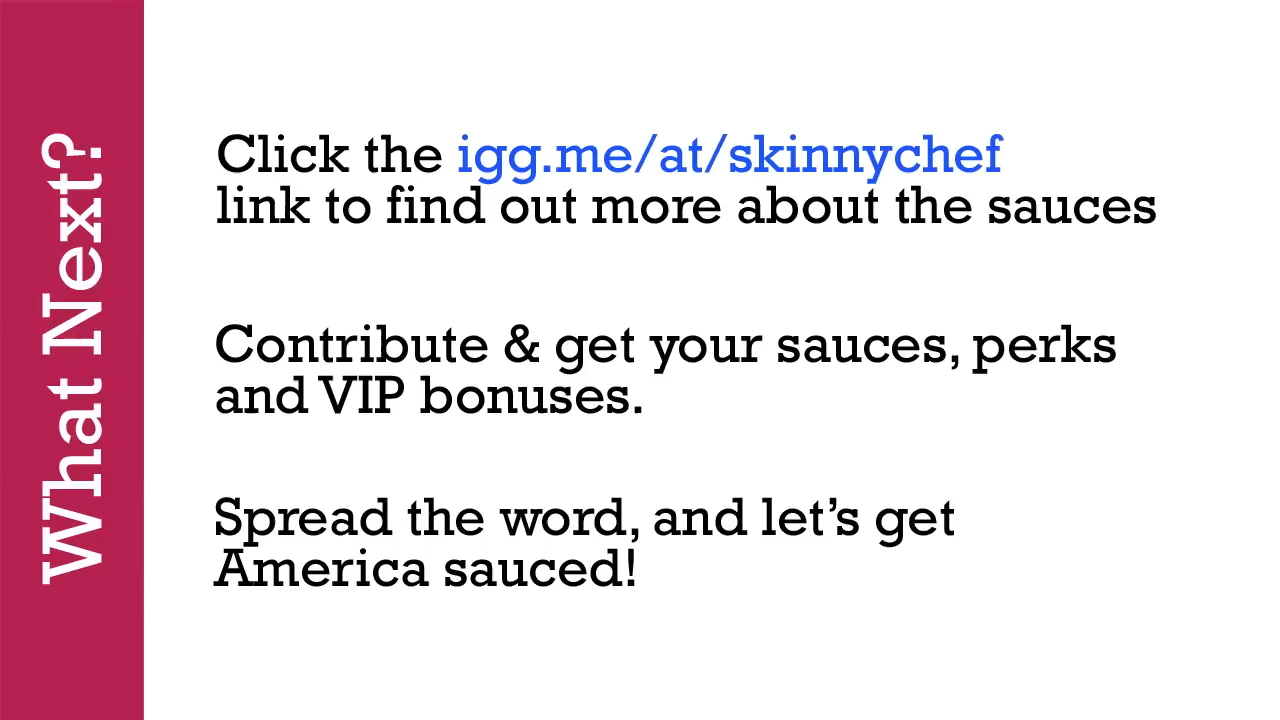 What Next?
Click the igg.me/at/skinnychef
link to find out more about the sauces
Contribute & get your sauces, perks
and VIP bonuses.
Spread the word, and let’s get
America sauced!